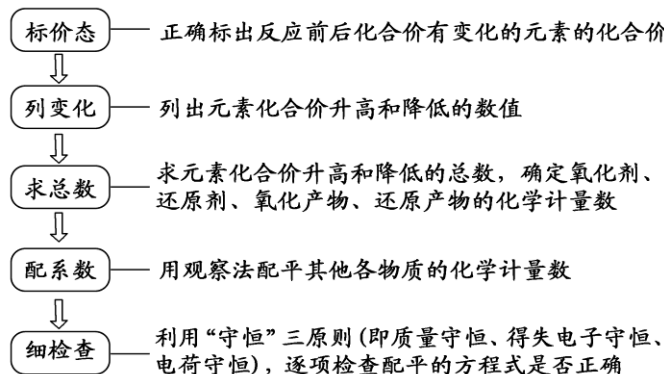 标价态 正确标出反应前后化合价有变化的元素的化合价
列变化 列出元素化合价升高和降低的数值
求总数 求元素化合价升高和降低的总数，确定氧化剂、
还原剂、氧化产物、还原产物的化学计量数
配系数 用观察法配平其他各物质的化学计量数
细检查 利用“守恒”三原则(即质量守恒、得失电子守恒、
电荷守恒)，逐项检查配平的方程式是否正确